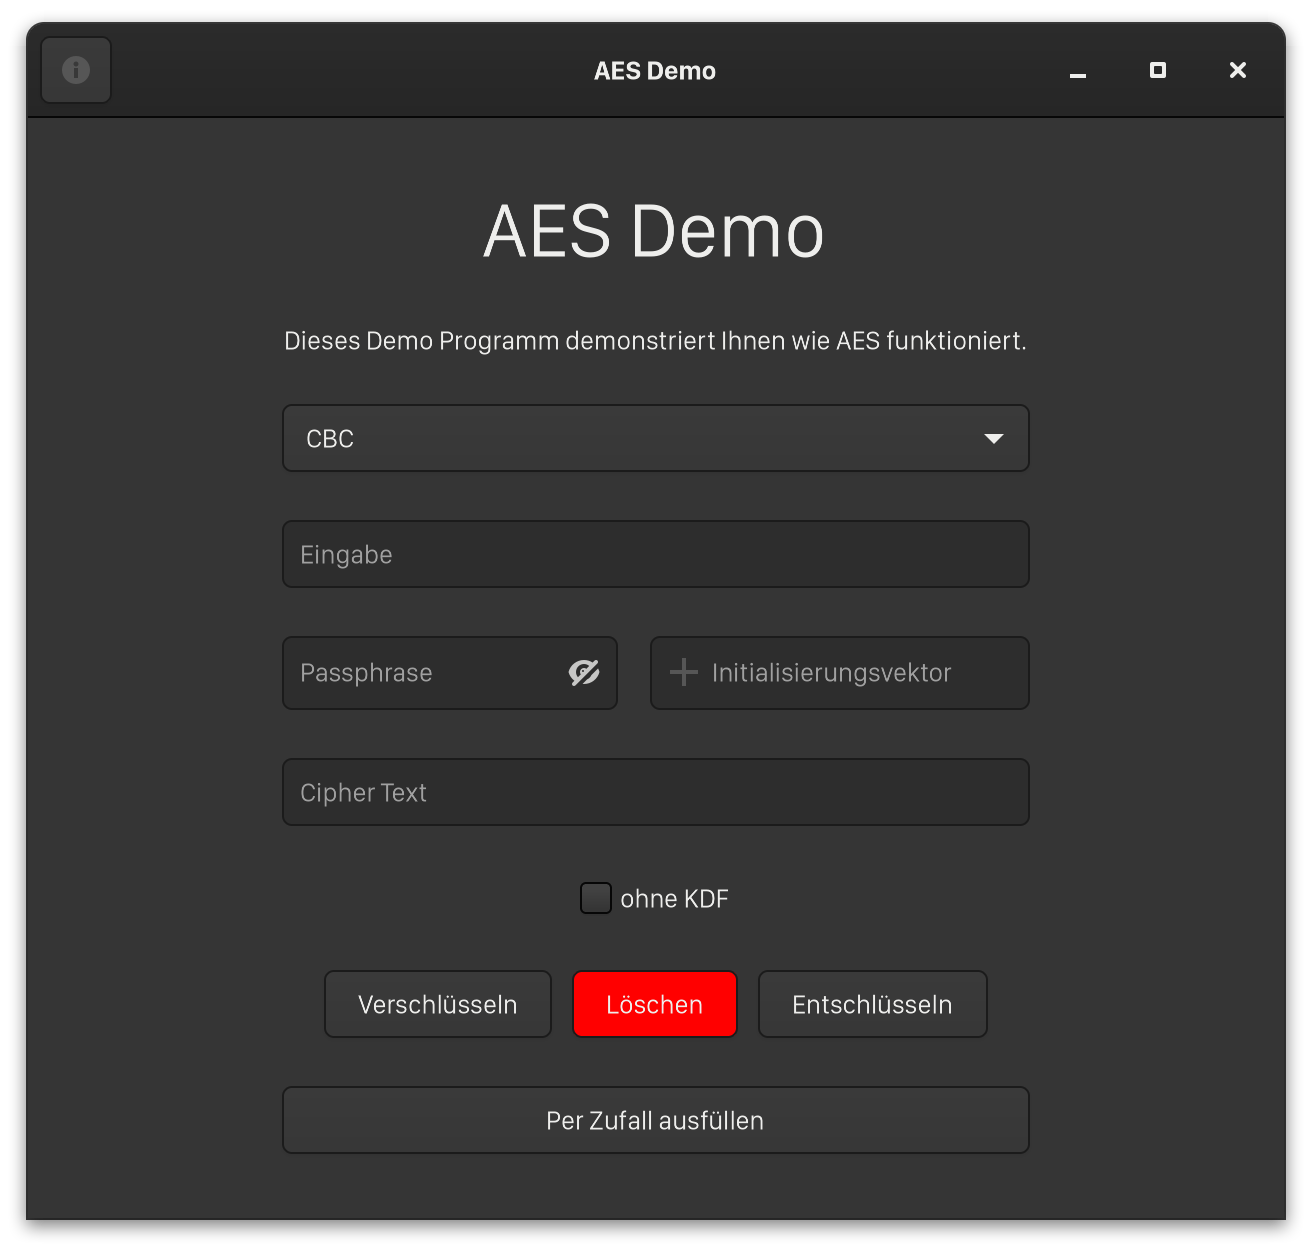 AES Demo
AES Demo
Dieses Demo Programm demonstriert Ihnen wie AES funktioniert.
CBC
Eingabe
Passphrase Initialisierungsvektor
Cipher Text
ohne KDF
Verschlüsseln Löschen Entschlüsseln
Per Zufall ausfüllen